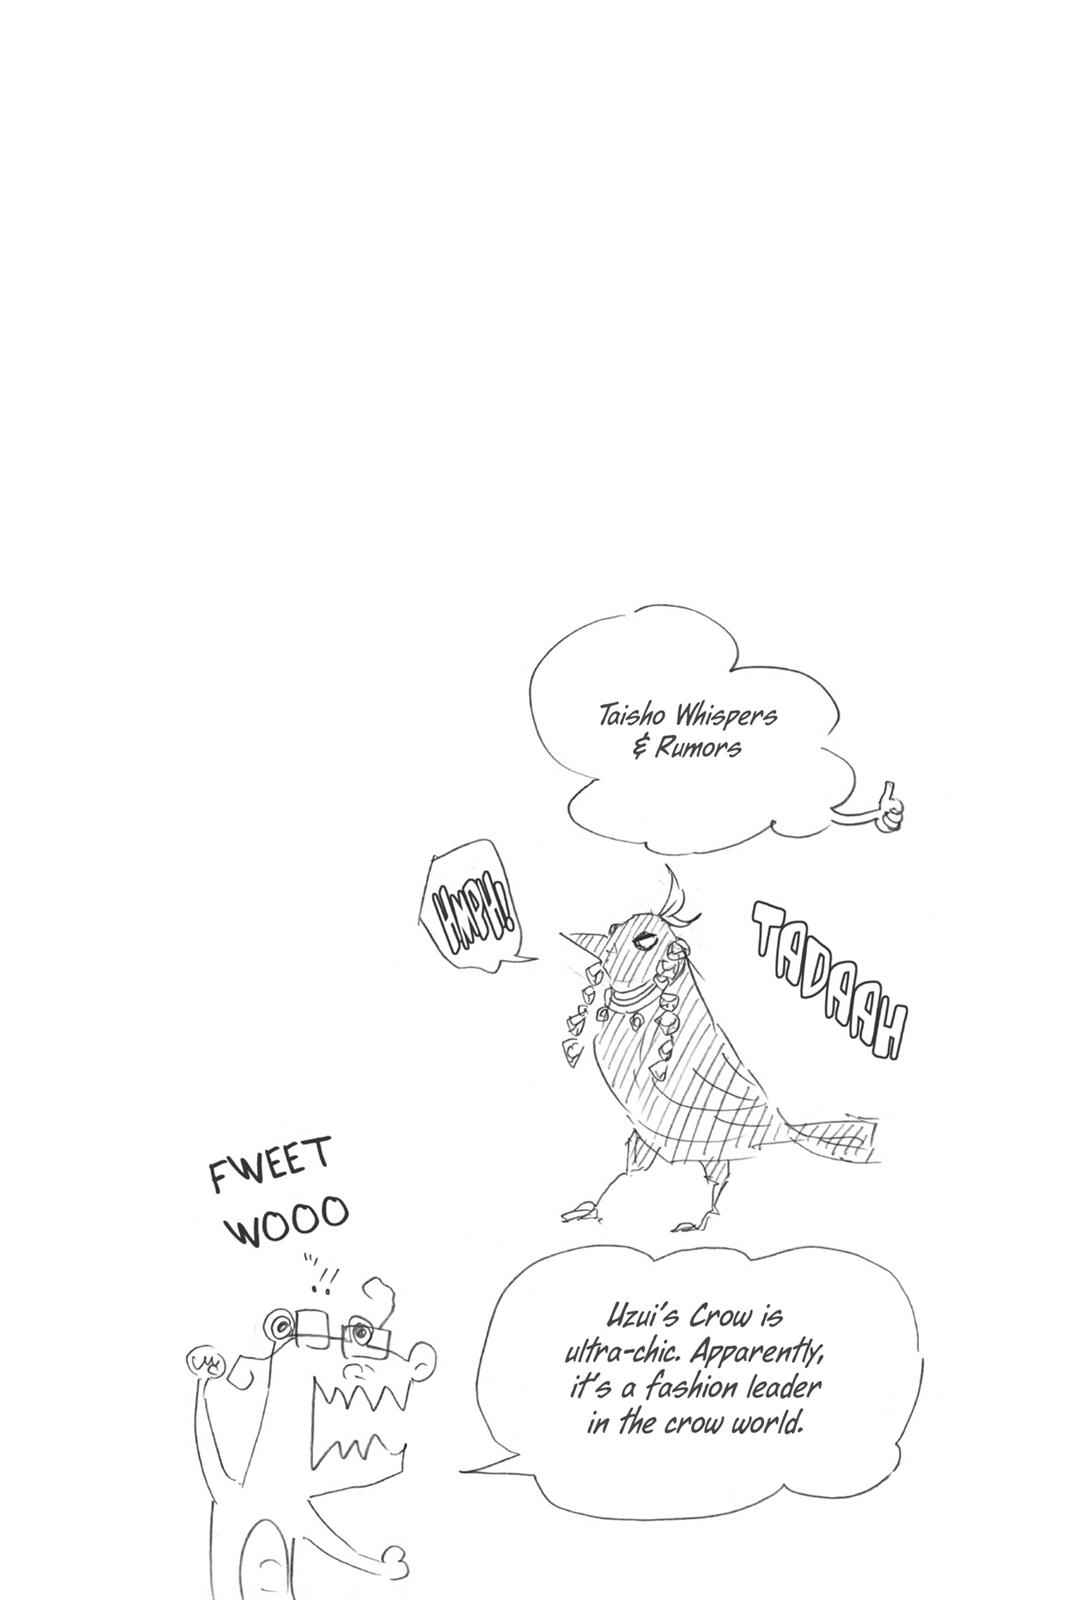 Taisho Whispers
& Rumors
HMPH!
TADAAH
FWEET
WOOO
!!
Uzui's Crow is
ultra-chic. Apparently,
it's a fashion leader
in the crow world.